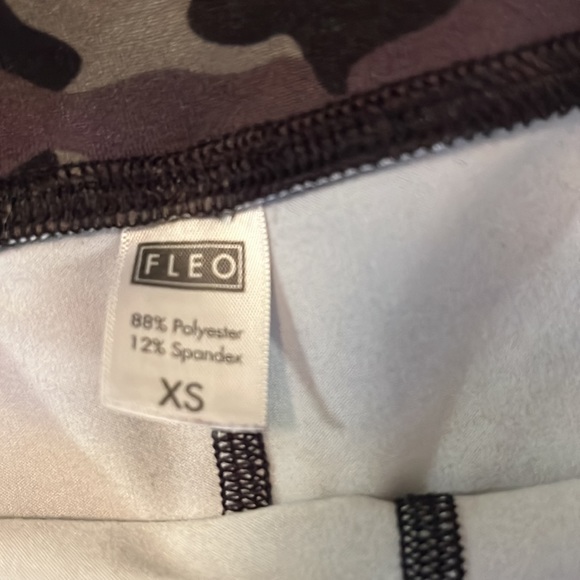 FLEO
88% Polyester
12% Spandex
XS